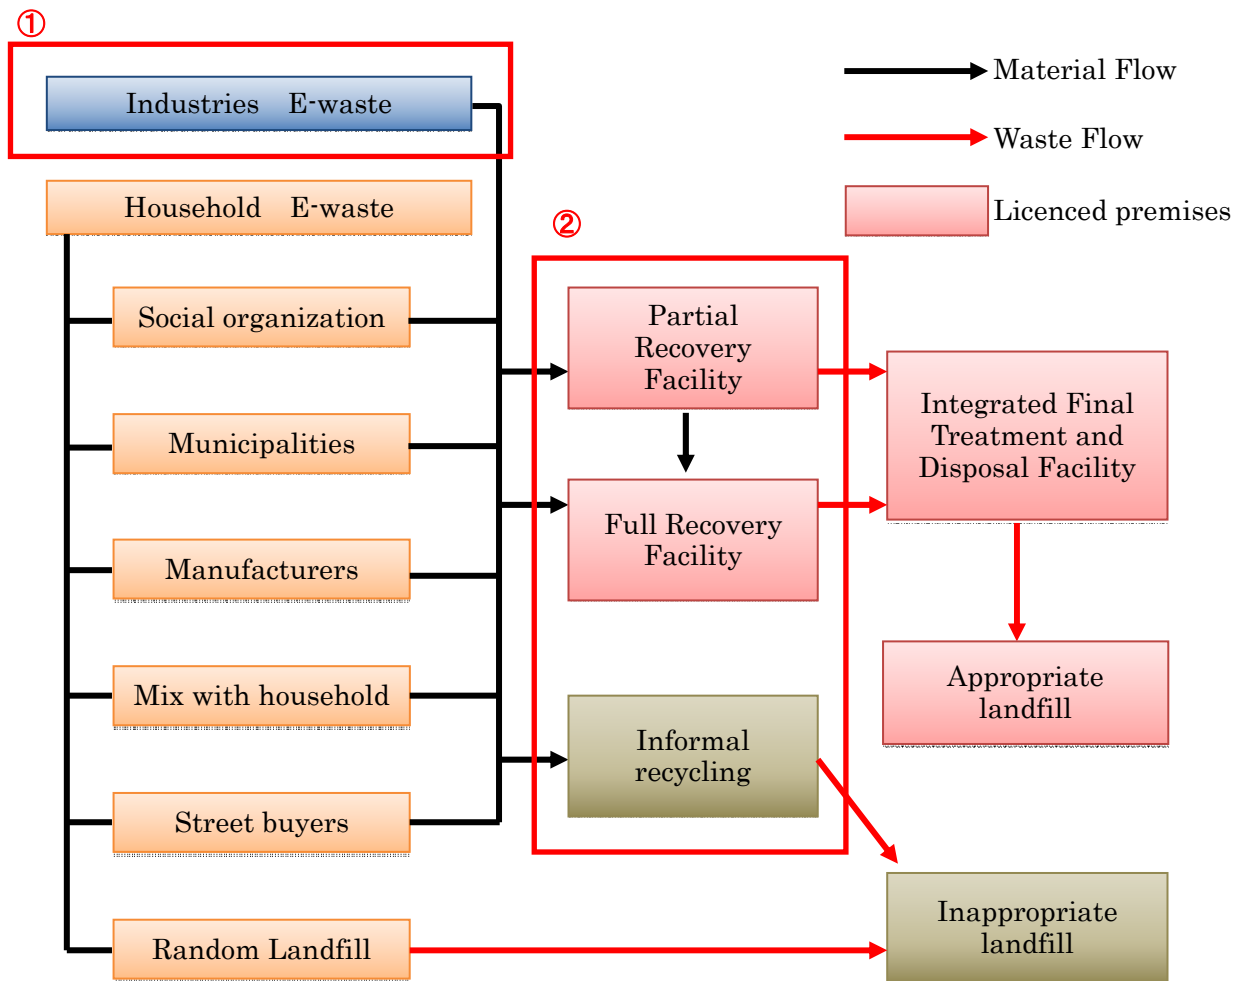 ①
Industries E-waste
Household E-waste
Social organization
Municipalities
Manufacturers
Mix with household
Street buyers
Random Landfill
②
Partial
Recovery
Facility
Full Recovery
Facility
Informal
recycling
Material Flow
Waste Flow
Licenced premises
Integrated Final
Treatment and
Disposal Facility
Appropriate
landfill
Inappropriate
landfill